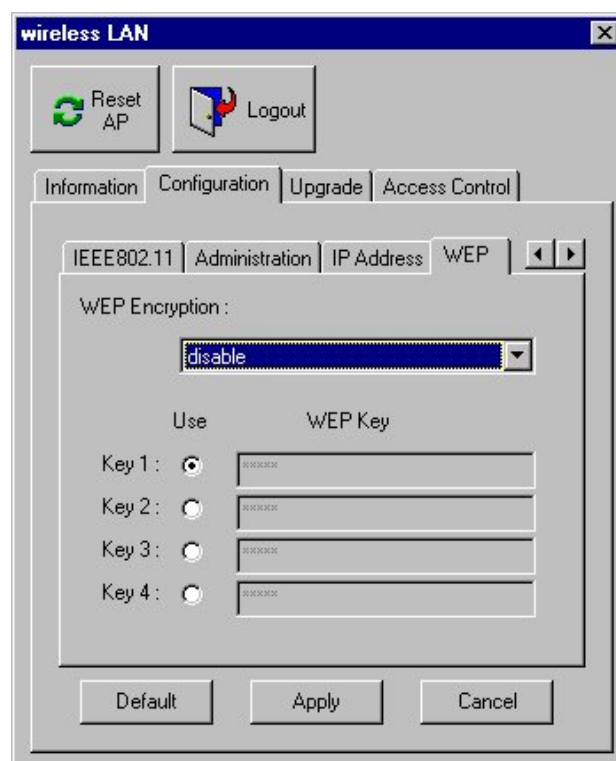 wireless LAN
Reset AP
Logout
Information Configuration Upgrade Access Control
IEEE802.11 Administration IP Address WEP
WEP Encryption :
disable
Use WEP Key
Key 1 : *****
Key 2 : *****
Key 3 : *****
Key 4 : *****
Default Apply Cancel